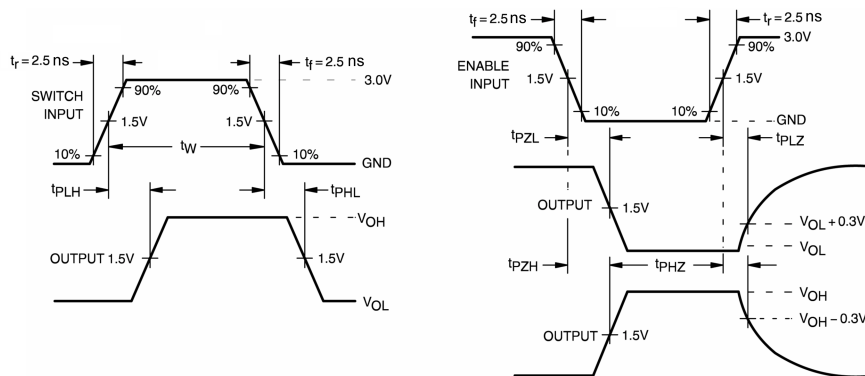 tr = 2.5 ns
tf = 2.5 ns
90%
90%
3.0V
SWITCH
INPUT
1.5V
1.5V
10%
tW
10%
GND
tPLH
tPHL
VOH
OUTPUT 1.5V
1.5V
VOL
tf = 2.5 ns
tr = 2.5 ns
3.0V
90%
90%
ENABLE
INPUT
1.5V
1.5V
10%
10%
GND
tPZL
tPLZ
OUTPUT
1.5V
VOL + 0.3V
VOL
tPZH
tPHZ
VOH
VOH – 0.3V
OUTPUT
1.5V